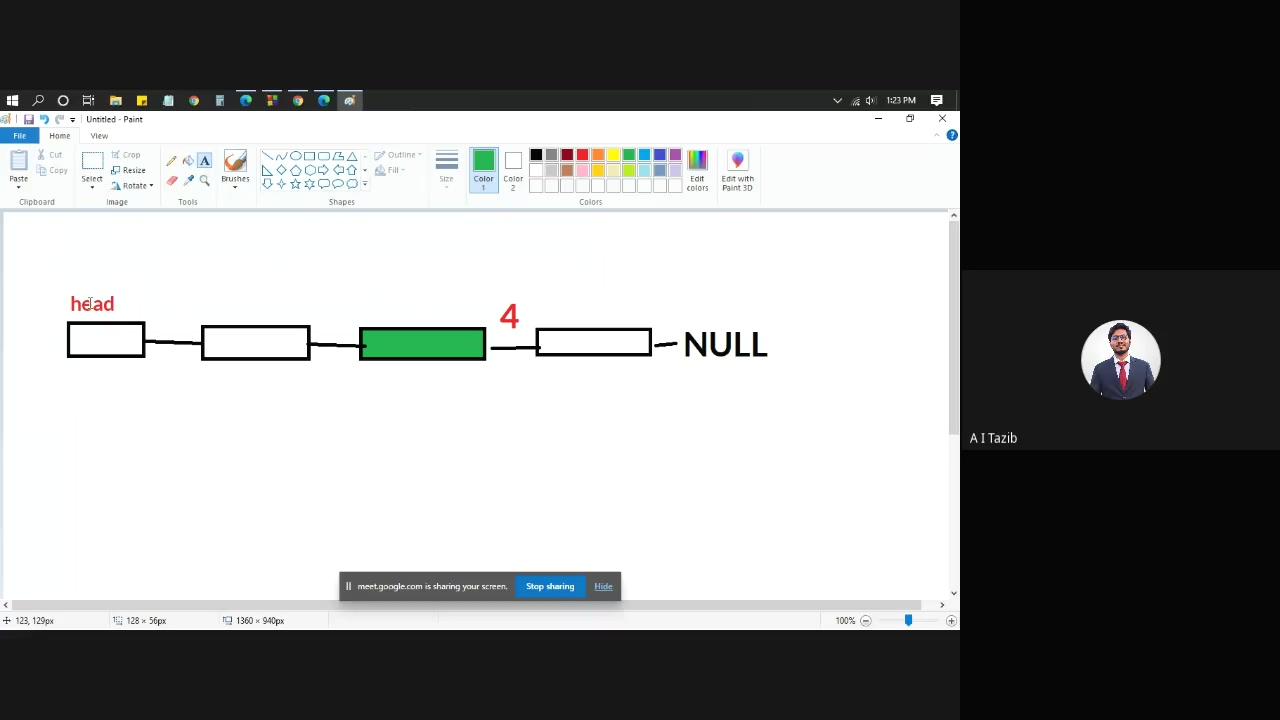 1:23 PM
Untitled - Paint
File Home View
Paste
Cut
Copy
Clipboard
Select
Crop
Resize
Rotate
Image
A
Tools
Brushes
Outline
Fill
Shapes
Size
Color 1
Color 2
Edit colors
Colors
Edit with Paint 3D
head
4
NULL
meet.google.com is sharing your screen. Stop sharing Hide
123, 129px 128 × 56px 1360 × 940px 100%
A I Tazib